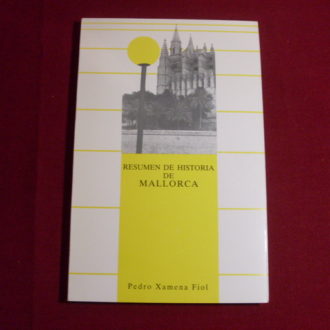 RESUMEN DE HISTORIA
DE
MALLORCA
Pedro Xamena Fiol